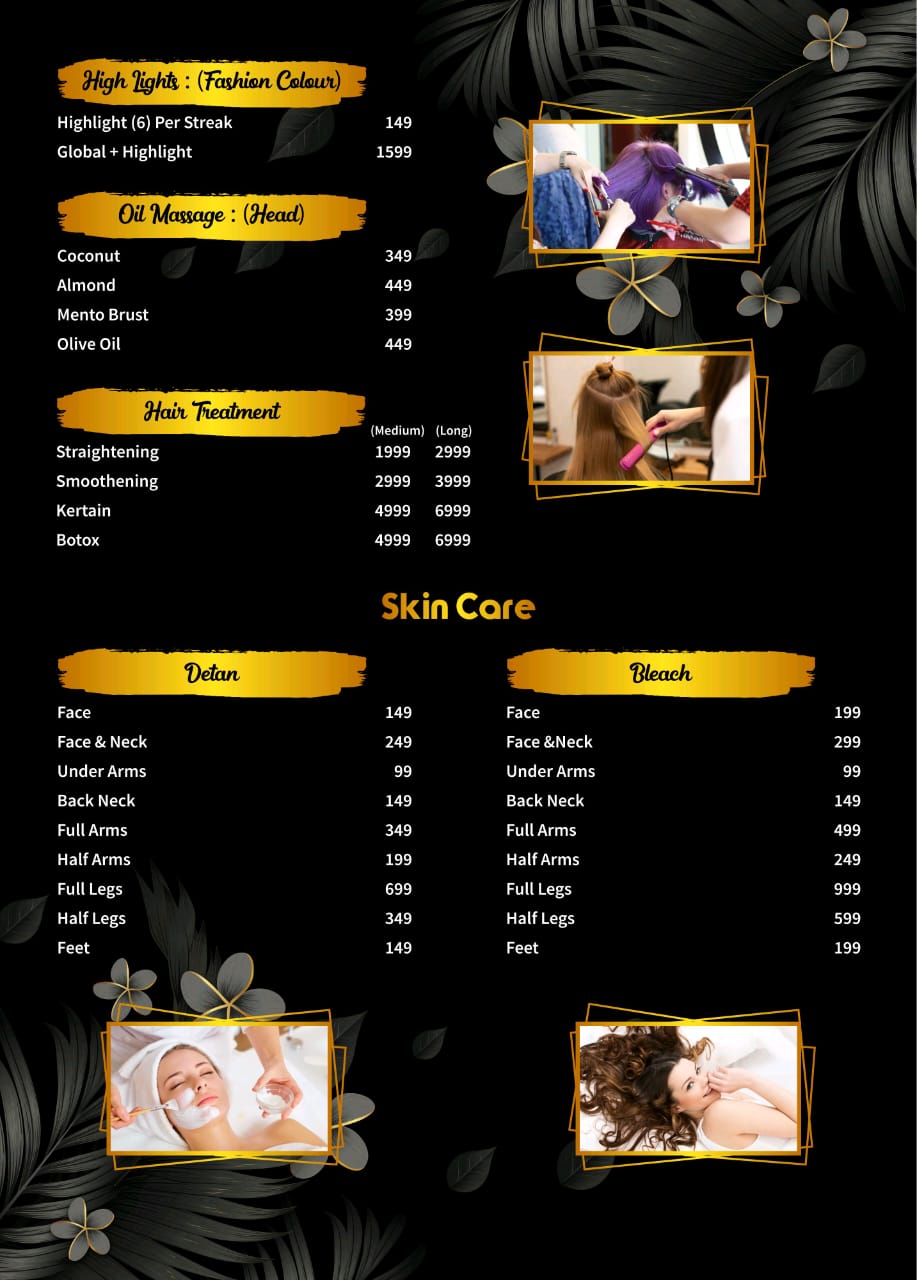 High Lights : (Fashion Colour)
Highlight (6) Per Streak 149
Global + Highlight 1599
Oil Massage : (Head)
Coconut 349
Almond 449
Mento Brust 399
Olive Oil 449
Hair Treatment
(Medium) (Long)
Straightening 1999 2999
Smoothening 2999 3999
Kertain 4999 6999
Botox 4999 6999
Skin Care
Detan
Face 149
Face & Neck 249
Under Arms 99
Back Neck 149
Full Arms 349
Half Arms 199
Full Legs 699
Half Legs 349
Feet 149
Bleach
Face 199
Face &Neck 299
Under Arms 99
Back Neck 149
Full Arms 499
Half Arms 249
Full Legs 999
Half Legs 599
Feet 199